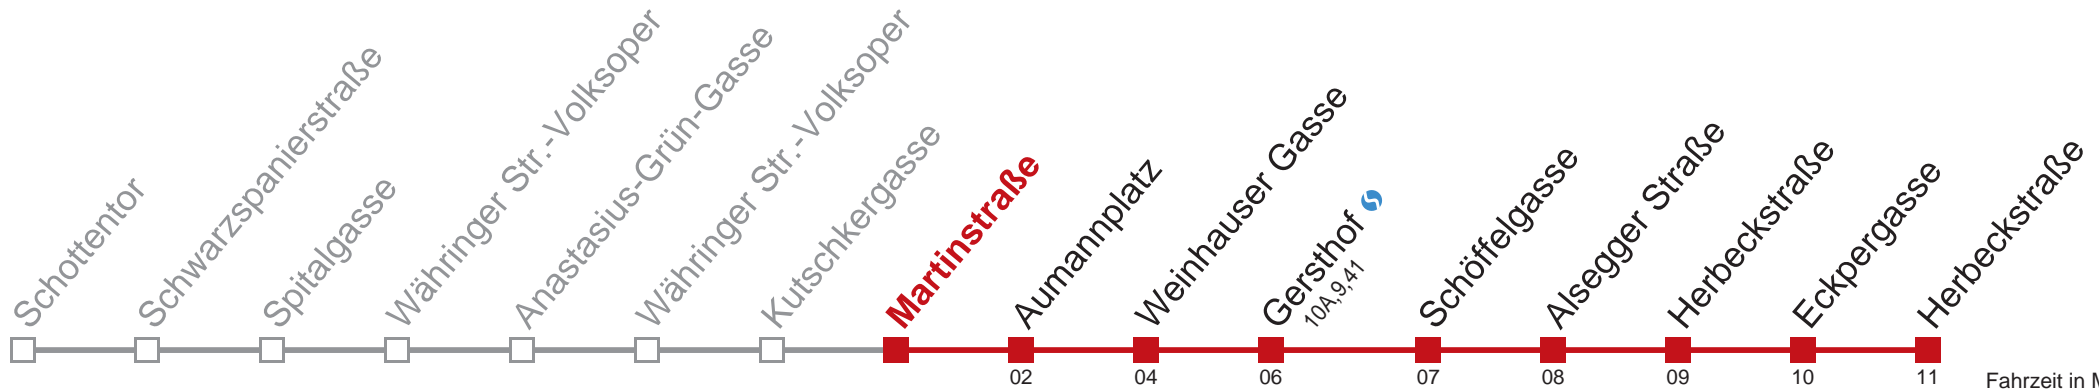 Schottentor
Schwarzspanierstraße
Spitalgasse
Währinger Str.-Volksoper
Anastasius-Grün-Gasse
Währinger Str.-Volksoper
Kutschkergasse
Martinstraße
Aumannplatz
Weinhauser Gasse
Gersthof
10A,9,41
Schöffelgasse
Alsegger Straße
Herbeckstraße
Eckpergasse
Herbeckstraße
02 04 06 07 08 09 10 11 Fahrzeit in M